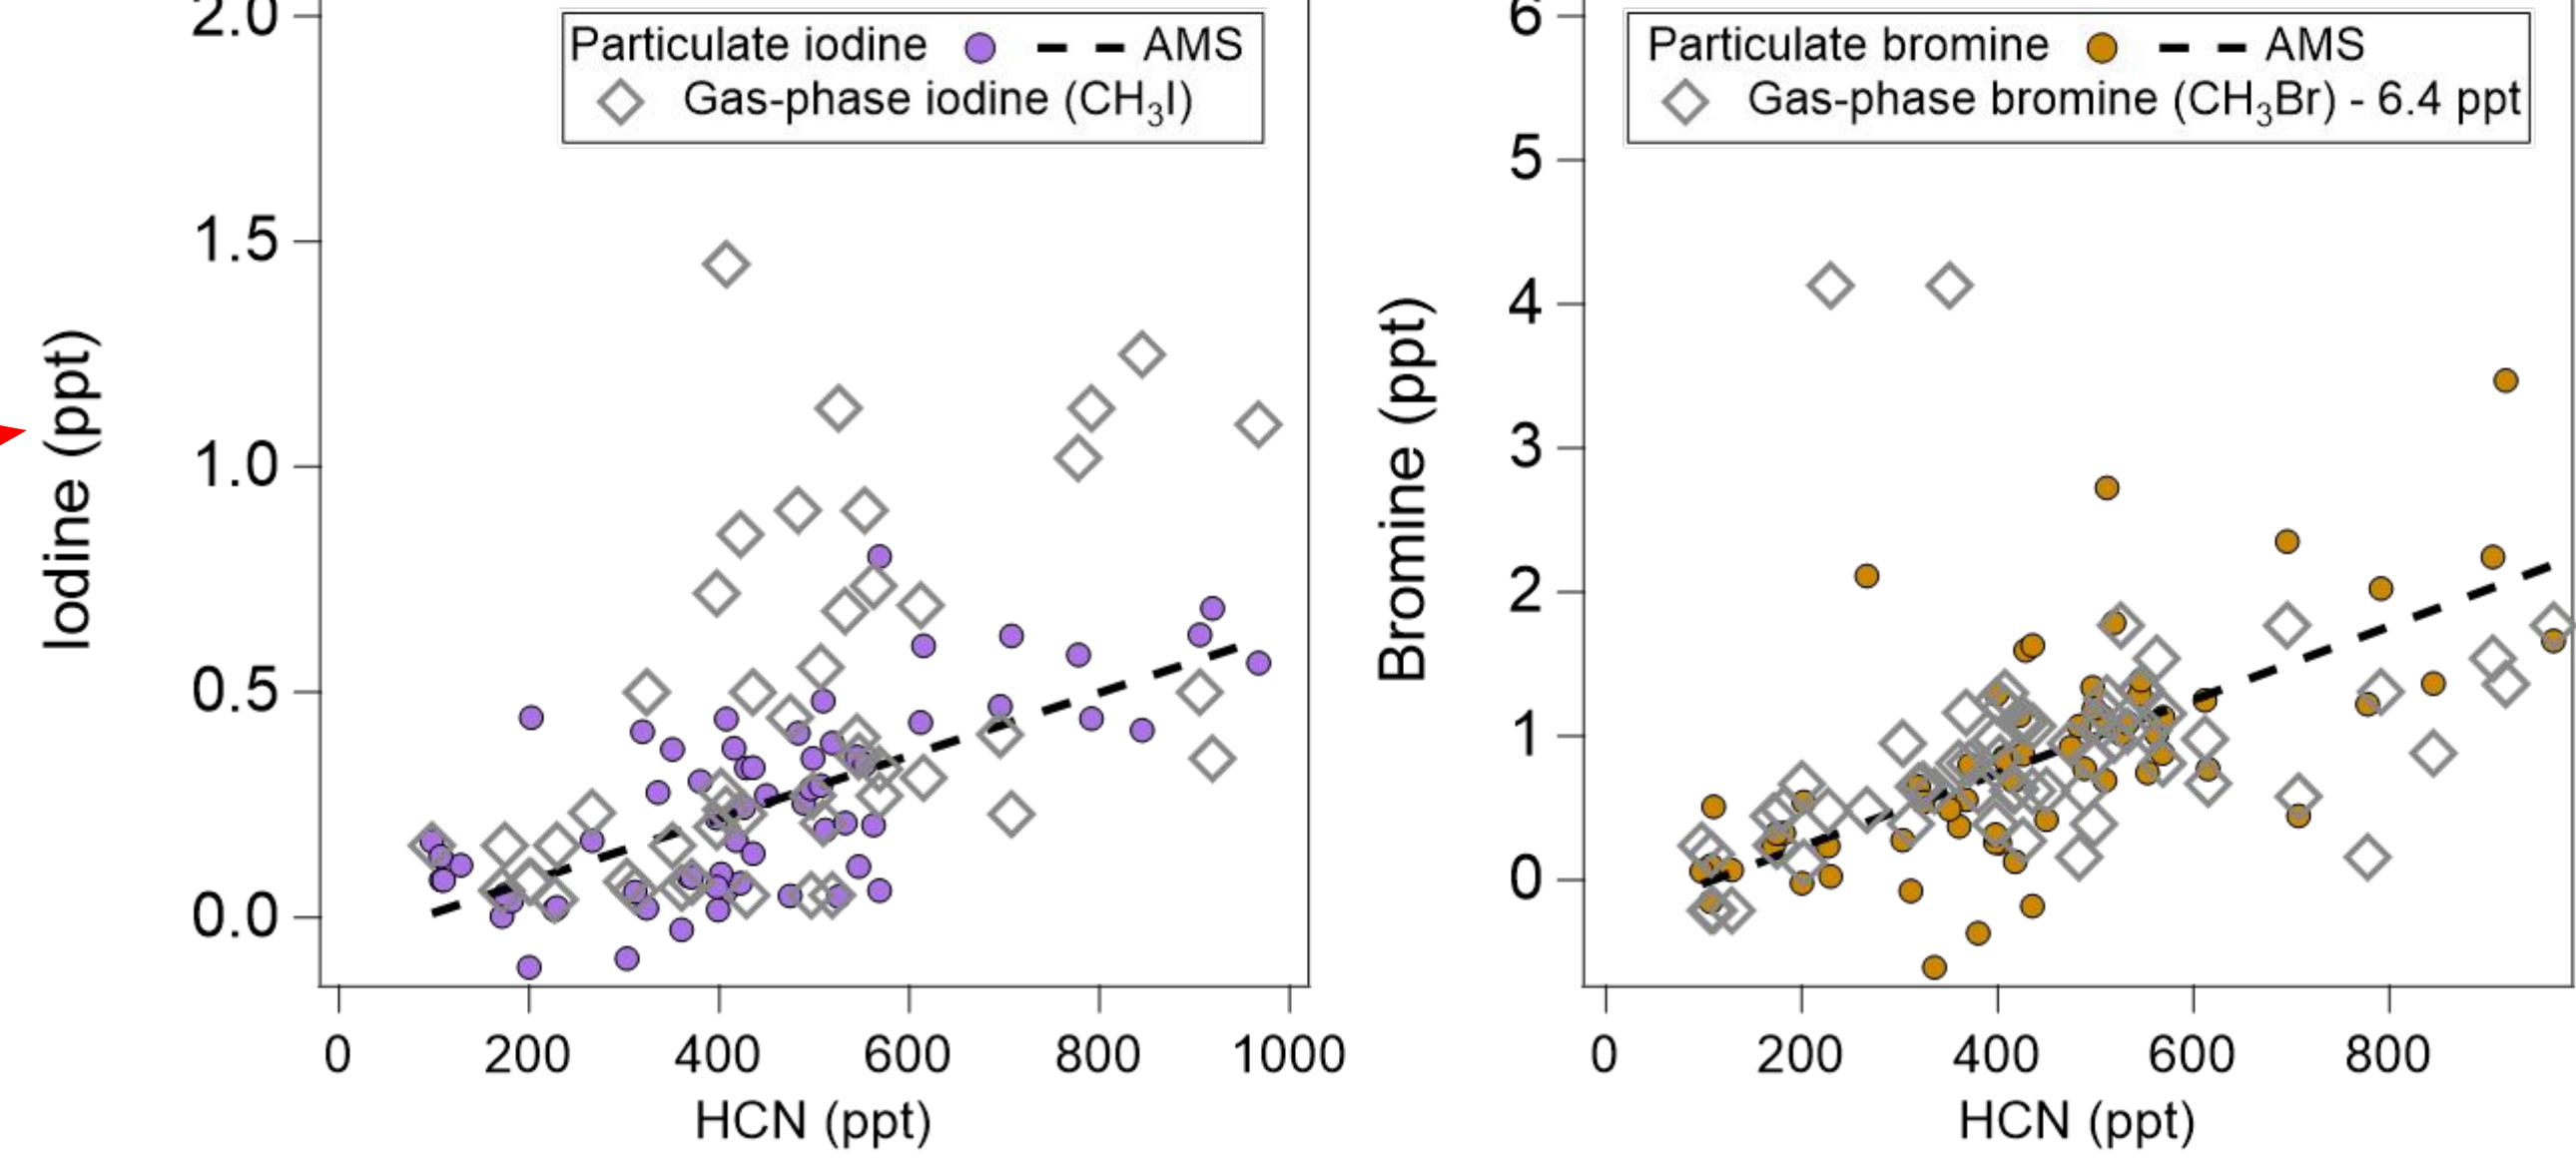 2.0
1.5
1.0
0.5
0.0
Iodine (ppt)
Particulate iodine AMS
Gas-phase iodine (CH₃I)
0 200 400 600 800 1000
HCN (ppt)
6
5
4
3
2
1
0
Bromine (ppt)
Particulate bromine AMS
Gas-phase bromine (CH₃Br) - 6.4 ppt
0 200 400 600 800
HCN (ppt)